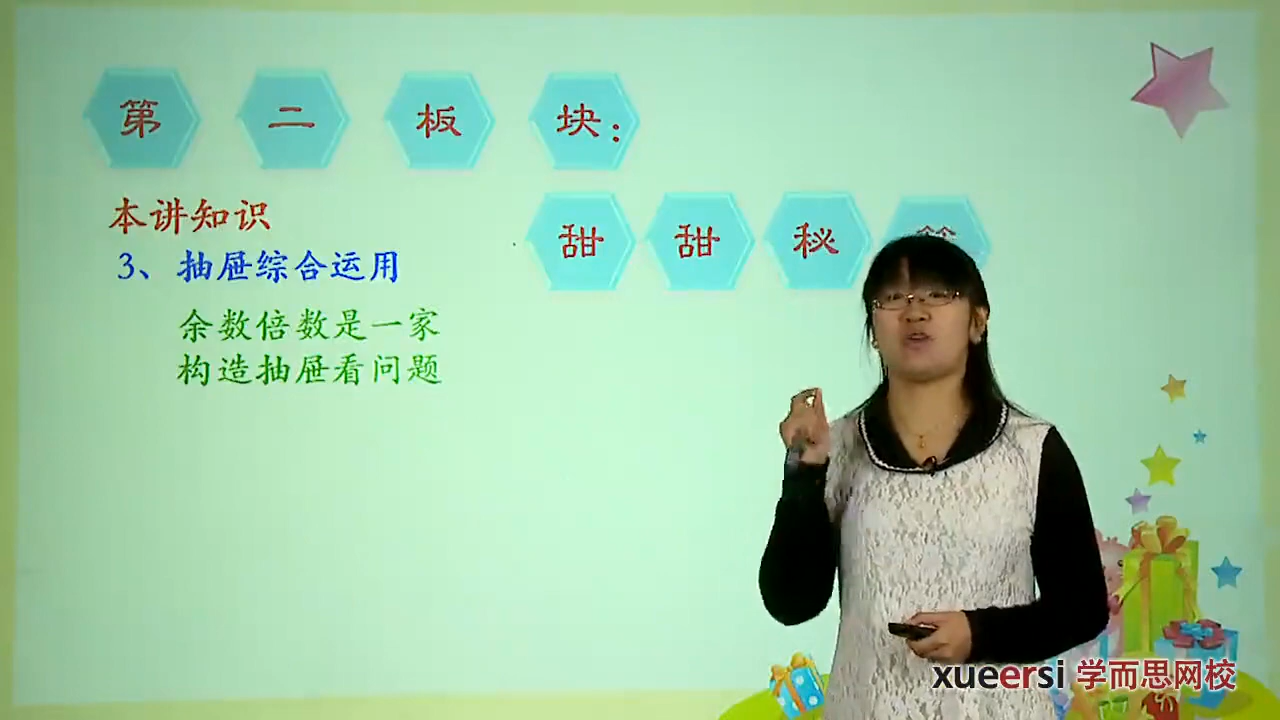 第二板块：
甜甜秘
本讲知识
3、抽屉综合运用
余数倍数是一家
构造抽屉看问题
xueersi 学而思网校